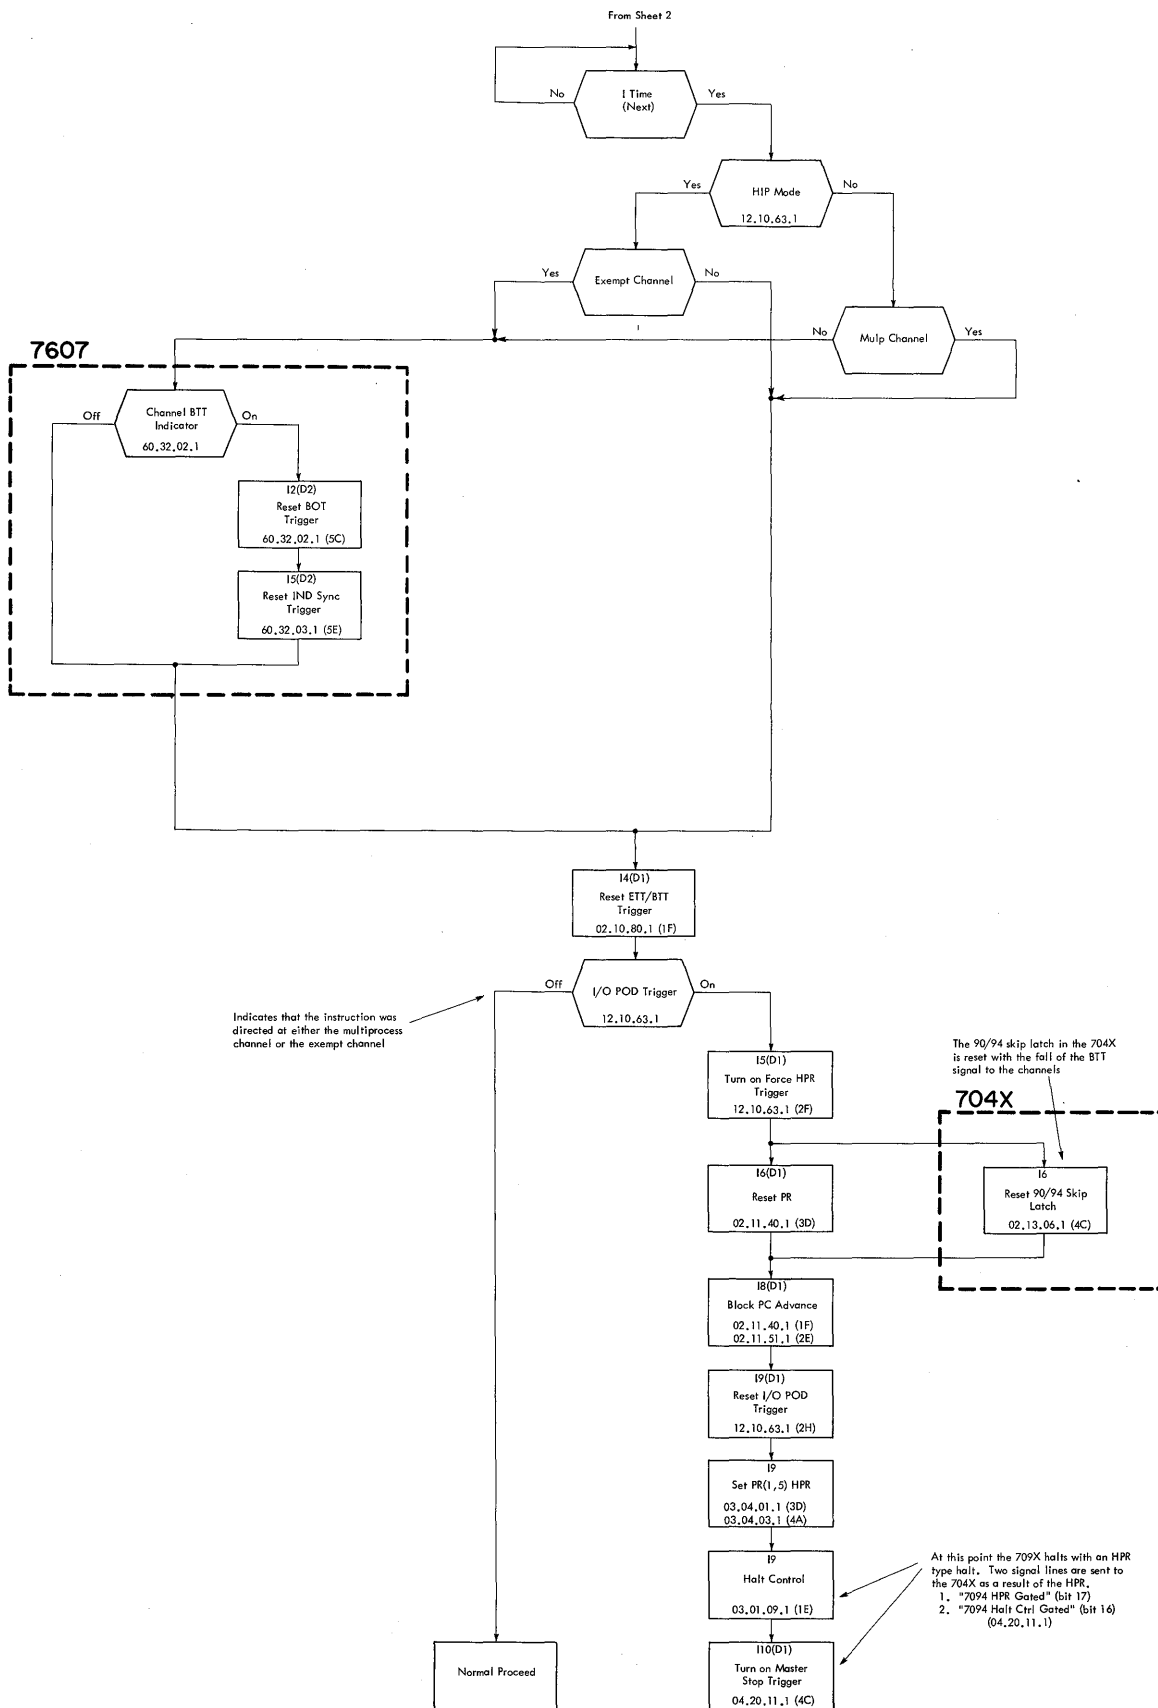 From Sheet 2
No
I Time
(Next)
Yes
Yes
HIP Mode
12.10.63.1
No
Yes
Exempt Channel
No
No
Mulp Channel
Yes
7607
Off
Channel BTT
Indicator
60.32.02.1
On
I2(D2)
Reset BOT
Trigger
60.32.02.1 (5C)
I5(D2)
Reset IND Sync
Trigger
60.32.03.1 (5E)
I4(D1)
Reset ETT/BTT
Trigger
02.10.80.1 (1F)
Off
I/O POD Trigger
12.10.63.1
On
Indicates that the instruction was
directed at either the multiprocess
channel or the exempt channel
I5(D1)
Turn on Force HPR
Trigger
12.10.63.1 (2F)
The 90/94 skip latch in the 704X
is reset with the fall of the BTT
signal to the channels
704X
I6(D1)
Reset PR
02.11.40.1 (3D)
I6
Reset 90/94 Skip
Latch
02.13.06.1 (4C)
I8(D1)
Block PC Advance
02.11.40.1 (1F)
02.11.51.1 (2E)
I9(D1)
Reset I/O POD
Trigger
12.10.63.1 (2H)
I9
Set PR(1,5) HPR
03.04.01.1 (3D)
03.04.03.1 (4A)
I9
Halt Control
03.01.09.1 (1E)
At this point the 709X halts with an HPR
type halt. Two signal lines are sent to
the 704X as a result of the HPR.
1. "7094 HPR Gated" (bit 17)
2. "7094 Halt Ctrl Gated" (bit 16)
(04.20.11.1)
Normal Proceed
I10(D1)
Turn on Master
Stop Trigger
04.20.11.1 (4C)